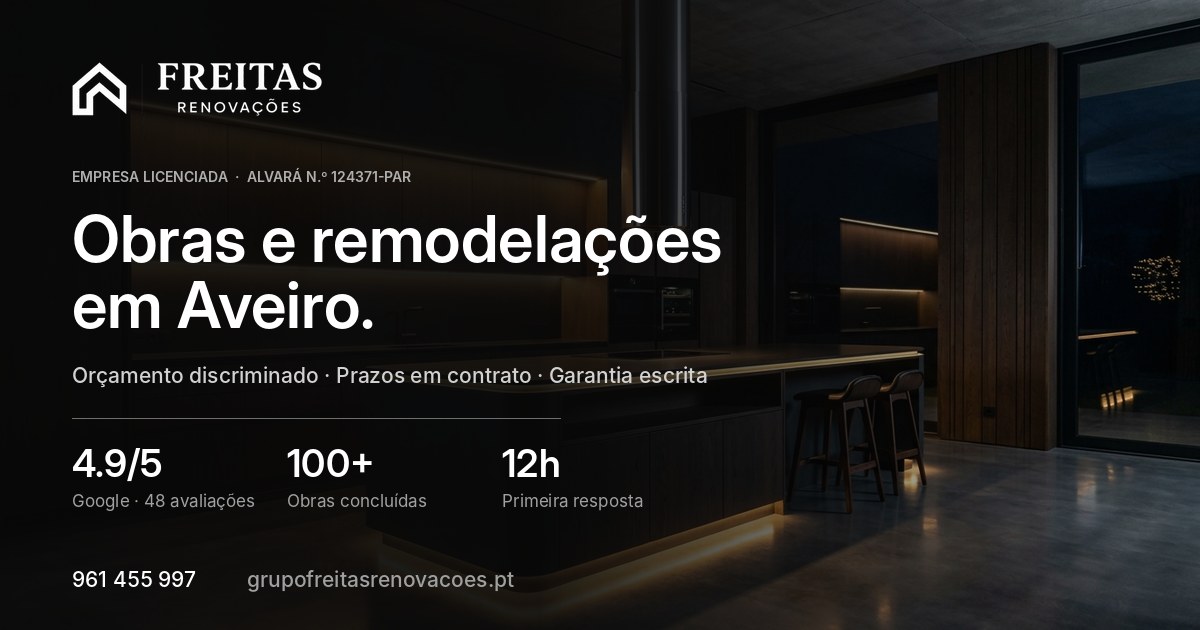 FREITAS
RENOVAÇÕES
EMPRESA LICENCIADA · ALVARÁ N.º 124371-PAR
Obras e remodelações
em Aveiro.
Orçamento discriminado · Prazos em contrato · Garantia escrita
4.9/5 100+ 12h
Google · 48 avaliações Obras concluídas Primeira resposta
961 455 997 grupofreitasrenovacoes.pt